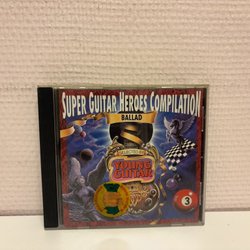 SUPER GUITAR HEROES COMPILATION
BALLAD
YOUNG
GUITAR
3